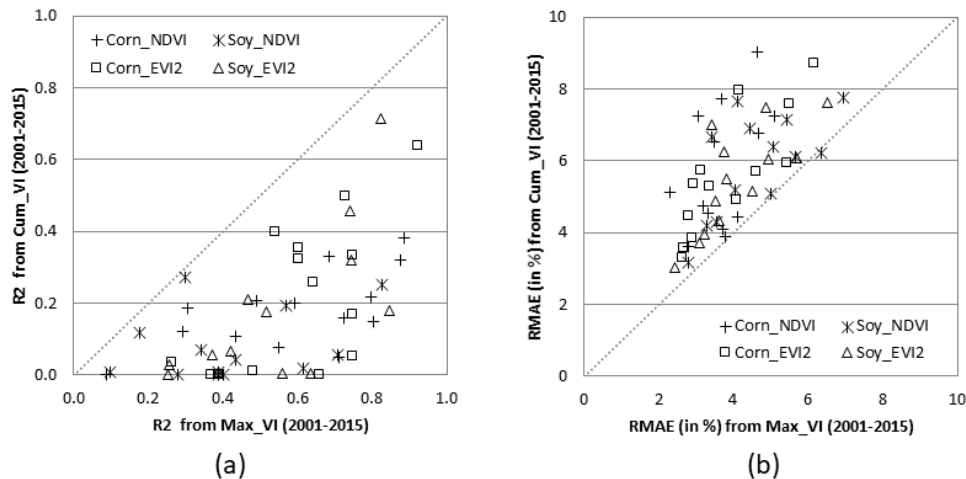 1.0
0.8
0.6
0.4
0.2
0.0
R2 from Cum_VI (2001-2015)
Corn_NDVI
Soy_NDVI
Corn_EVI2
Soy_EVI2
0.0 0.2 0.4 0.6 0.8 1.0
R2 from Max_VI (2001-2015)
(a)
10
8
6
4
2
0
RMAE (in %) from Cum_VI (2001-2015)
Corn_NDVI
Soy_NDVI
Corn_EVI2
Soy_EVI2
0 2 4 6 8 10
RMAE (in %) from Max_VI (2001-2015)
(b)